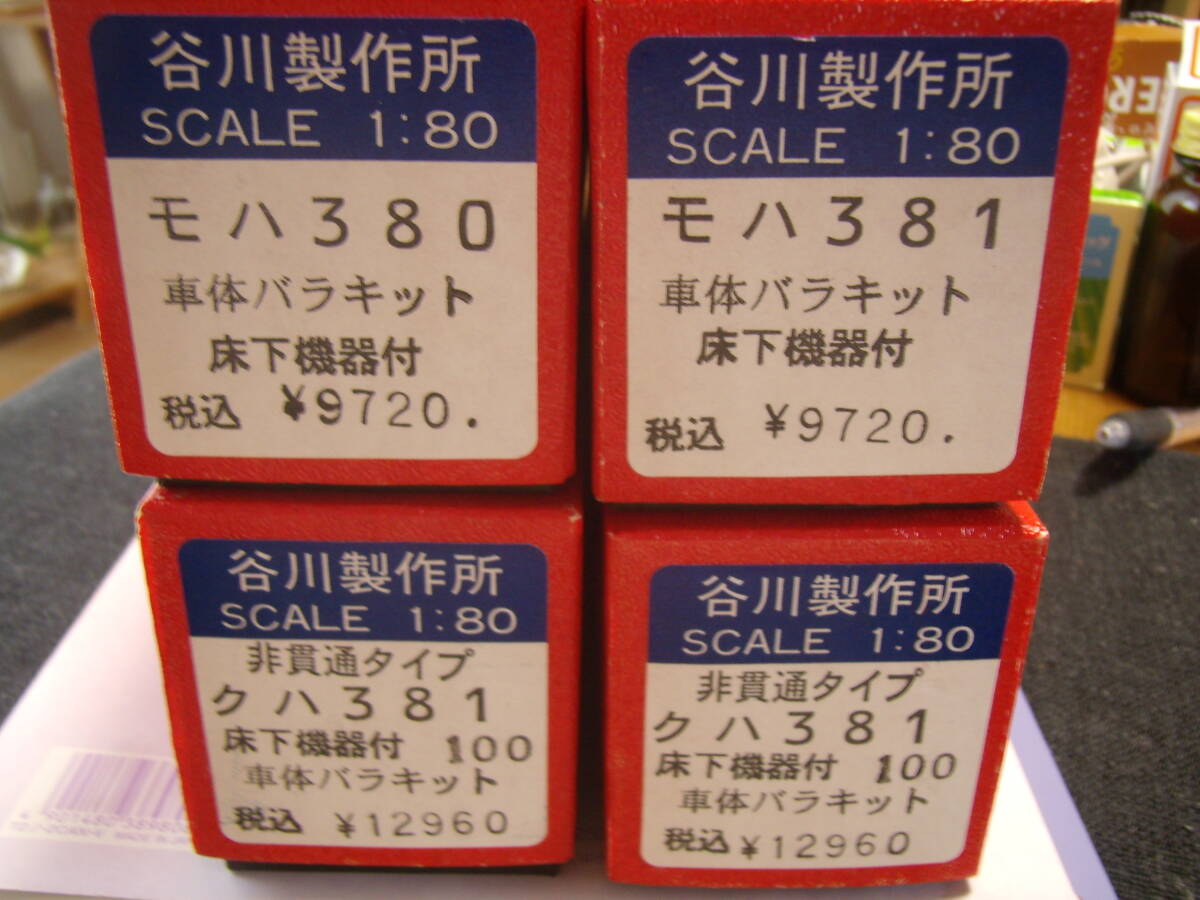 谷川製作所
SCALE 1:80
モハ380
車体バラキット
床下機器付
税込 ¥9720.
谷川製作所
SCALE 1:80
モハ381
車体バラキット
床下機器付
税込 ¥9720.
谷川製作所
SCALE 1:80
非貫通タイプ
クハ381
床下機器付 100
車体バラキット
税込 ¥12960
谷川製作所
SCALE 1:80
非貫通タイプ
クハ381
床下機器付 100
車体バラキット
税込 ¥12960